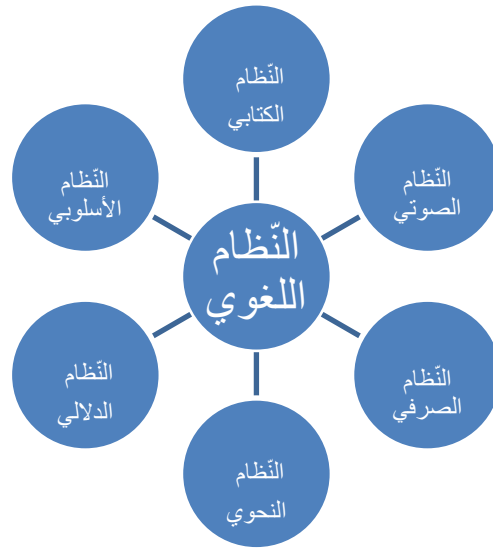 النّظام
الكتابي
النّظام
الصوتي
النّظام
الأسلوبي
النّظام
اللغوي
النّظام
الصرفي
النّظام
الدلالي
النّظام
النحوي